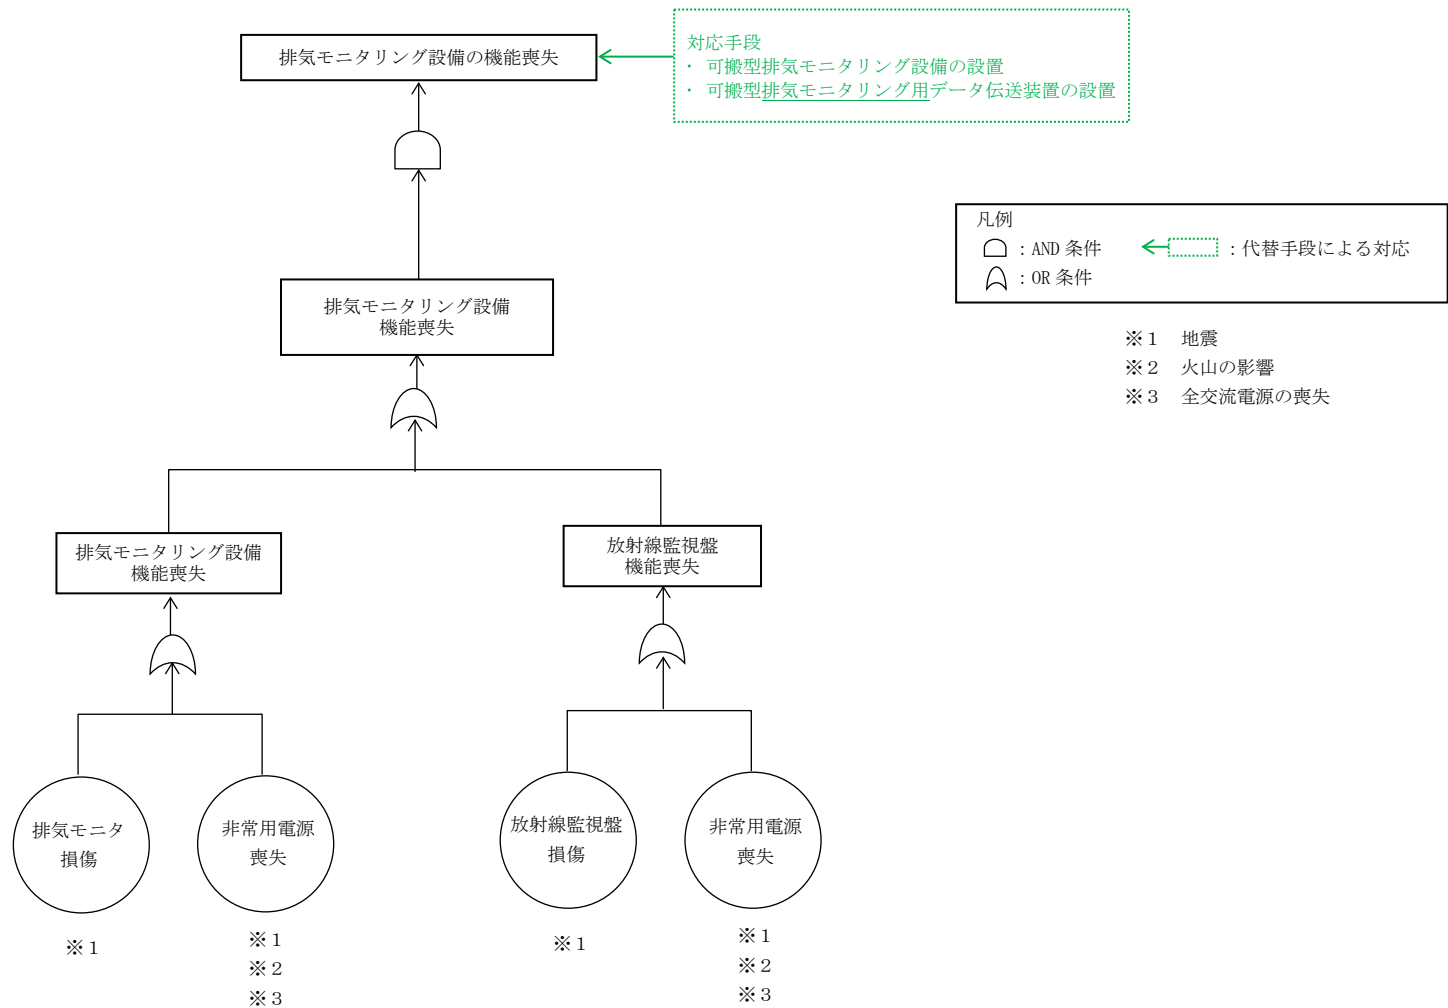 排気モニタリング設備の機能喪失
対応手段
・ 可搬型排気モニタリング設備の設置
・ 可搬型排気モニタリング用データ伝送装置の設置
凡例
：AND 条件
：代替手段による対応
：OR 条件
排気モニタリング設備
機能喪失
※１ 地震
※２ 火山の影響
※３ 全交流電源の喪失
排気モニタリング設備
機能喪失
放射線監視盤
機能喪失
排気モニタ
損傷
非常用電源
喪失
放射線監視盤
損傷
非常用電源
喪失
※１
※１
※２
※３
※１
※１
※２
※３